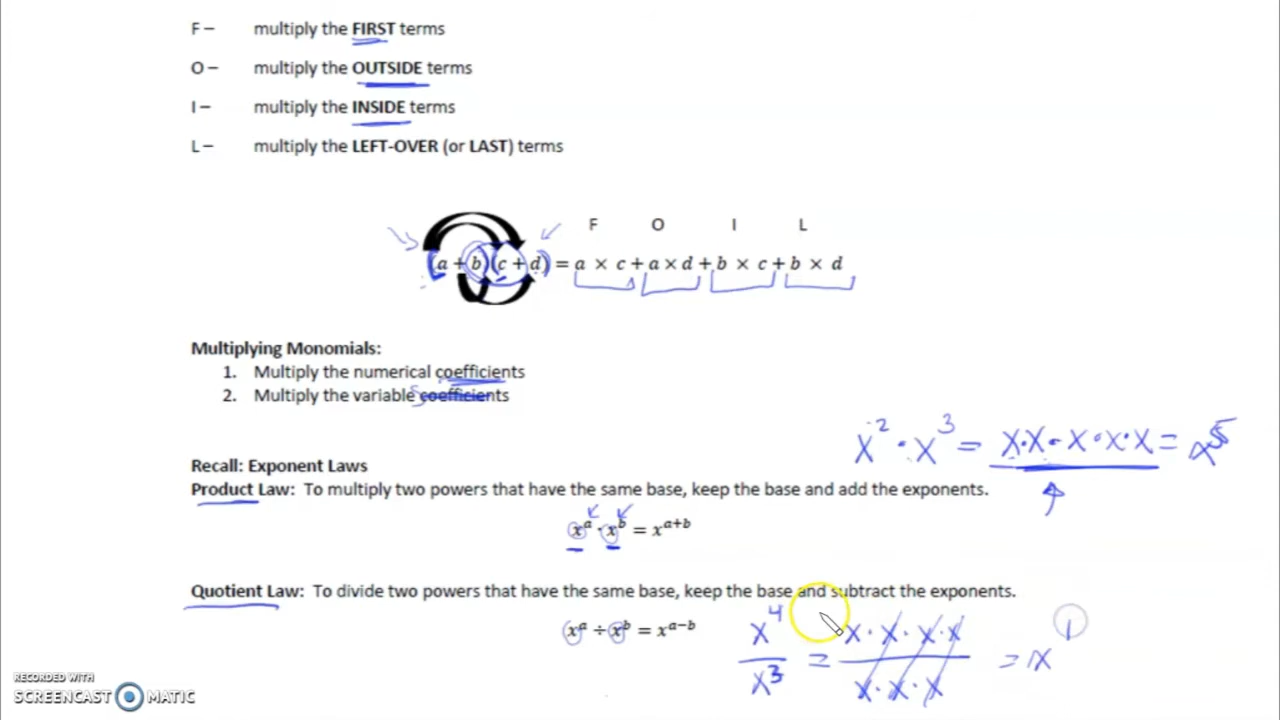 F – multiply the FIRST terms
O – multiply the OUTSIDE terms
I – multiply the INSIDE terms
L – multiply the LEFT-OVER (or LAST) terms
F O I L
(a + b)(c + d) = a × c + a × d + b × c + b × d
Multiplying Monomials:
1. Multiply the numerical coefficients
2. Multiply the variables coefficients
x² · x³ = x·x · x·x·x = x⁵
Recall: Exponent Laws
Product Law: To multiply two powers that have the same base, keep the base and add the exponents.
xᵃ · xᵇ = xᵃ⁺ᵇ
Quotient Law: To divide two powers that have the same base, keep the base and subtract the exponents.
xᵃ ÷ xᵇ = xᵃ⁻ᵇ
x⁴/x³ = x·x·x·x/x·x·x = x¹
RECORDED WITH
SCREENCAST MATIC